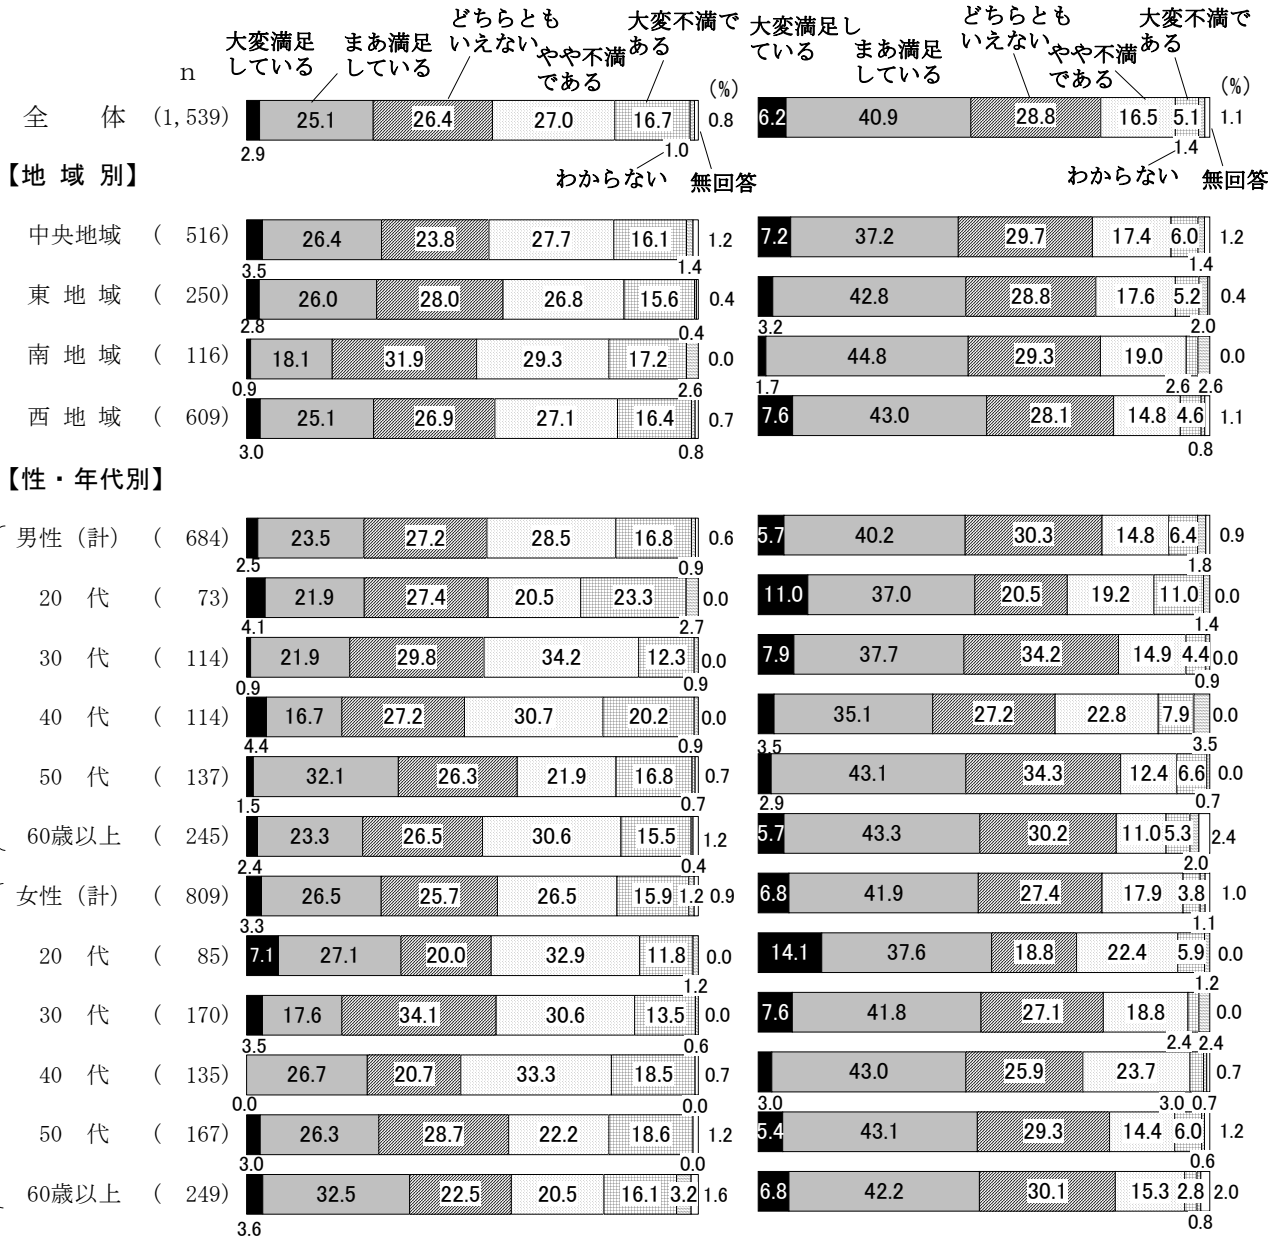 どちらとも
いえない
大変不満で
ある
大変満足
している
まあ満足
している
やや不満
である
n
(%)
大変満足し
ている
どちらとも
いえない
大変不満で
ある
まあ満足
している
やや不満
である
(%)
全 体 (1,539) 25.1 26.4 27.0 16.7 0.8 6.2 40.9 28.8 16.5 5.1 1.1
2.9 1.0 1.4
わからない 無回答 わからない 無回答
【地 域 別】
中央地域 ( 516) 26.4 23.8 27.7 16.1 1.2 7.2 37.2 29.7 17.4 6.0 1.2
3.5 1.4 1.4
東 地 域 ( 250) 26.0 28.0 26.8 15.6 0.4 42.8 28.8 17.6 5.2 0.4
2.8 0.4 3.2 2.0
南 地 域 ( 116) 18.1 31.9 29.3 17.2 0.0 44.8 29.3 19.0 0.0
0.9 2.6 1.7 2.6 2.6
西 地 域 ( 609) 25.1 26.9 27.1 16.4 0.7 7.6 43.0 28.1 14.8 4.6 1.1
3.0 0.8 0.8
【性・年代別】
男性（計） ( 684) 23.5 27.2 28.5 16.8 0.6 5.7 40.2 30.3 14.8 6.4 0.9
2.5 0.9 1.8
20 代 ( 73) 21.9 27.4 20.5 23.3 0.0 11.0 37.0 20.5 19.2 11.0 0.0
4.1 2.7 1.4
30 代 ( 114) 21.9 29.8 34.2 12.3 0.0 7.9 37.7 34.2 14.9 4.4 0.0
0.9 0.9 0.9
40 代 ( 114) 16.7 27.2 30.7 20.2 0.0 35.1 27.2 22.8 7.9 0.0
4.4 0.9 3.5 3.5
50 代 ( 137) 32.1 26.3 21.9 16.8 0.7 43.1 34.3 12.4 6.6 0.0
1.5 0.7 2.9 0.7
60歳以上 ( 245) 23.3 26.5 30.6 15.5 1.2 5.7 43.3 30.2 11.0 5.3 2.4
2.4 0.4 2.0
女性（計） ( 809) 26.5 25.7 26.5 15.9 1.2 0.9 6.8 41.9 27.4 17.9 3.8 1.0
3.3 1.1
20 代 ( 85) 7.1 27.1 20.0 32.9 11.8 0.0 14.1 37.6 18.8 22.4 5.9 0.0
1.2 1.2
30 代 ( 170) 17.6 34.1 30.6 13.5 0.0 7.6 41.8 27.1 18.8 0.0
3.5 0.6 2.4 2.4
40 代 ( 135) 26.7 20.7 33.3 18.5 0.7 43.0 25.9 23.7 0.7
0.0 0.0 3.0 3.0 0.7
50 代 ( 167) 26.3 28.7 22.2 18.6 1.2 5.4 43.1 29.3 14.4 6.0 1.2
3.0 0.0 0.6
60歳以上 ( 249) 32.5 22.5 20.5 16.1 3.2 1.6 6.8 42.2 30.1 15.3 2.8 2.0
3.6 0.8